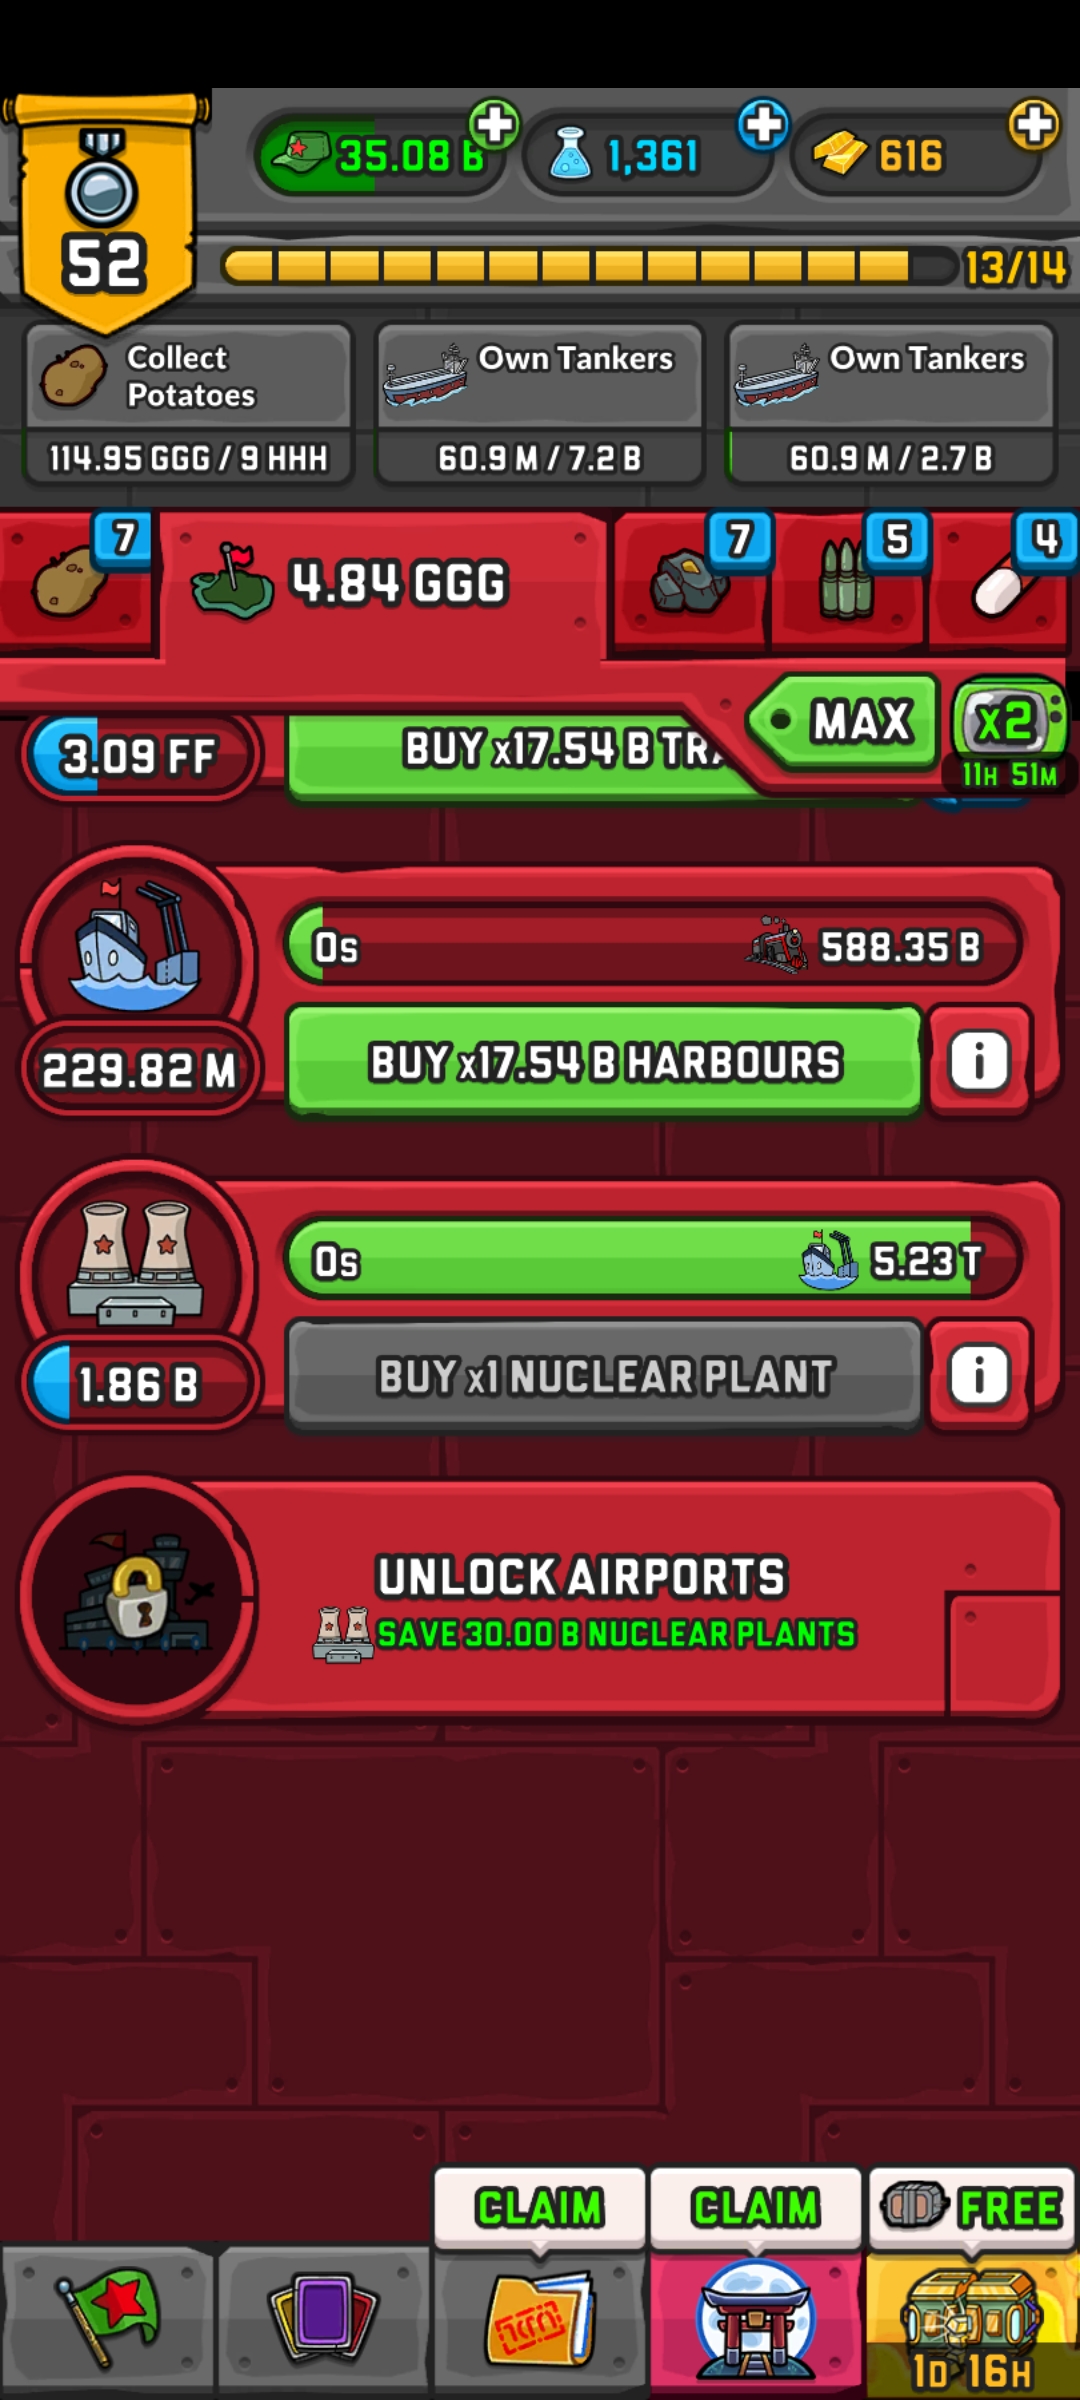 35.08 B
1,361
616
52
13/14
Collect
Potatoes
114.95 GGG / 9 HHH
Own Tankers
60.9 M / 7.2 B
Own Tankers
60.9 M / 2.7 B
7
4.84 GGG
7
5
4
MAX
x2
11H 51M
3.09 FF
BUY x17.54 B
0s
588.35 B
229.82 M
BUY x17.54 B HARBOURS
i
0s
5.23 T
1.86 B
BUY x1 NUCLEAR PLANT
i
UNLOCK AIRPORTS
SAVE 30.00 B NUCLEAR PLANTS
CLAIM
CLAIM
FREE
1D 16H